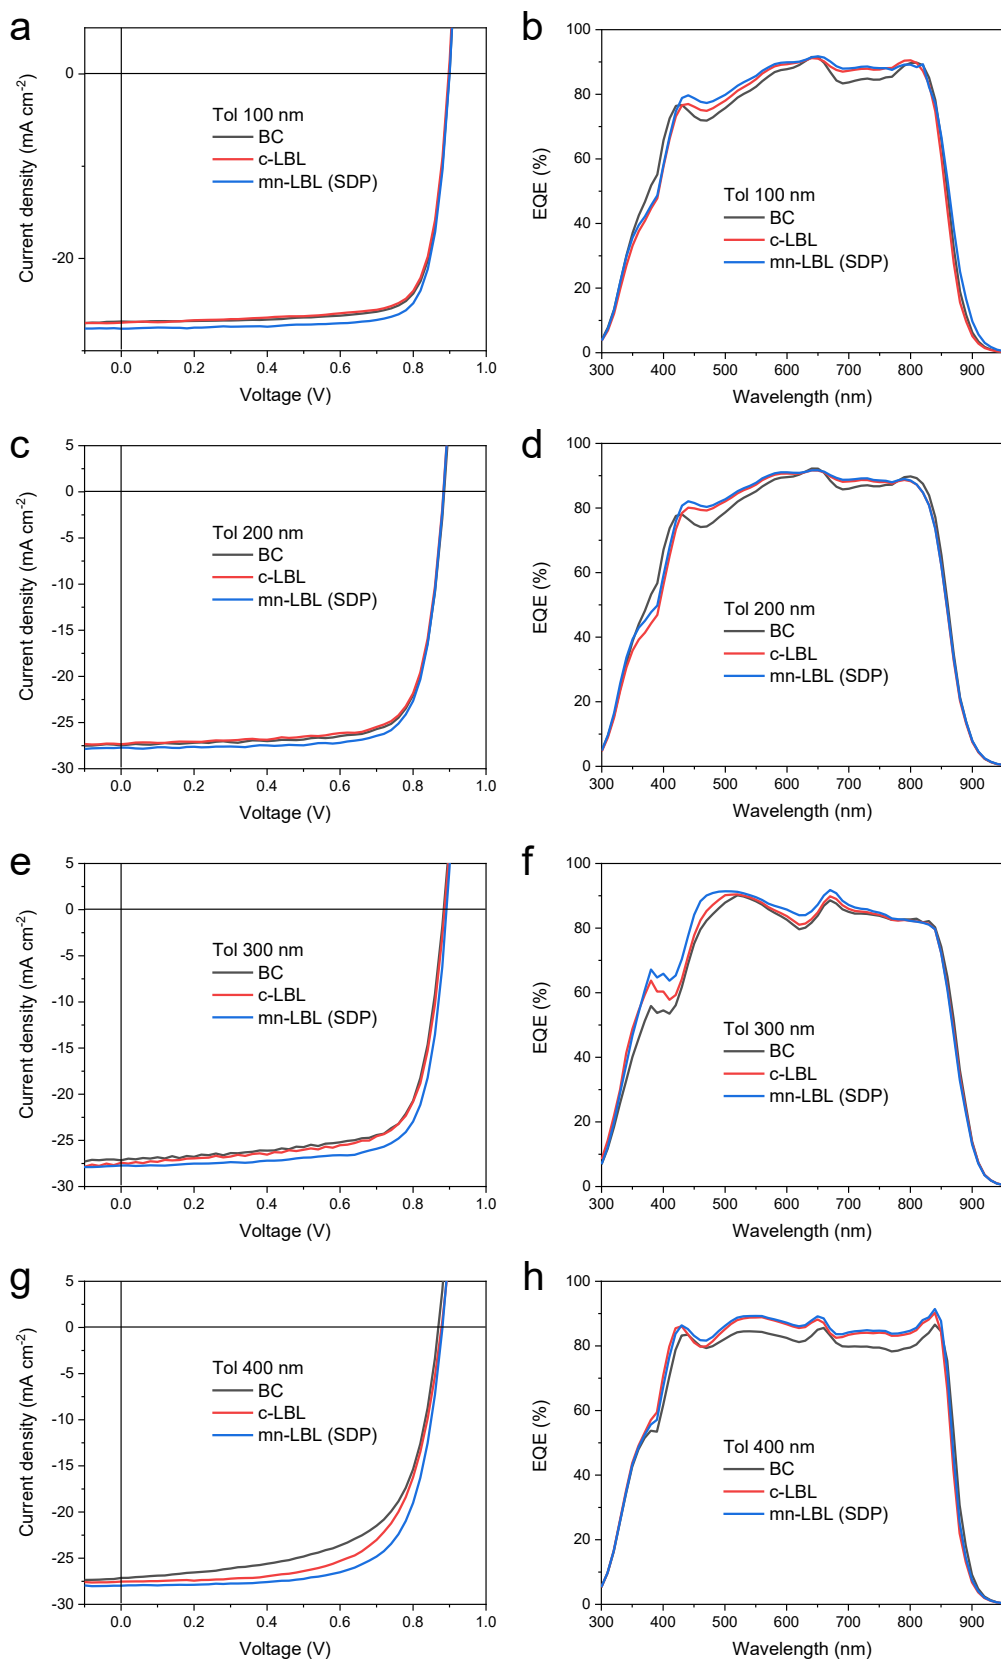 a
0
-20
Current density (mA cm-2)
Tol 100 nm
BC
c-LBL
mn-LBL (SDP)
0.0 0.2 0.4 0.6 0.8 1.0
Voltage (V)
b
100
80
60
40
20
0
EQE (%)
Tol 100 nm
BC
c-LBL
mn-LBL (SDP)
300 400 500 600 700 800 900
Wavelength (nm)
c
5
0
-5
-10
-15
-20
-25
-30
Current density (mA cm-2)
Tol 200 nm
BC
c-LBL
mn-LBL (SDP)
0.0 0.2 0.4 0.6 0.8 1.0
Voltage (V)
d
100
80
60
40
20
0
EQE (%)
Tol 200 nm
BC
c-LBL
mn-LBL (SDP)
300 400 500 600 700 800 900
Wavelength (nm)
e
5
0
-5
-10
-15
-20
-25
-30
Current density (mA cm-2)
Tol 300 nm
BC
c-LBL
mn-LBL (SDP)
0.0 0.2 0.4 0.6 0.8 1.0
Voltage (V)
f
100
80
60
40
20
0
EQE (%)
Tol 300 nm
BC
c-LBL
mn-LBL (SDP)
300 400 500 600 700 800 900
Wavelength (nm)
g
5
0
-5
-10
-15
-20
-25
-30
Current density (mA cm-2)
Tol 400 nm
BC
c-LBL
mn-LBL (SDP)
0.0 0.2 0.4 0.6 0.8 1.0
Voltage (V)
h
100
80
60
40
20
0
EQE (%)
Tol 400 nm
BC
c-LBL
mn-LBL (SDP)
300 400 500 600 700 800 900
Wavelength (nm)